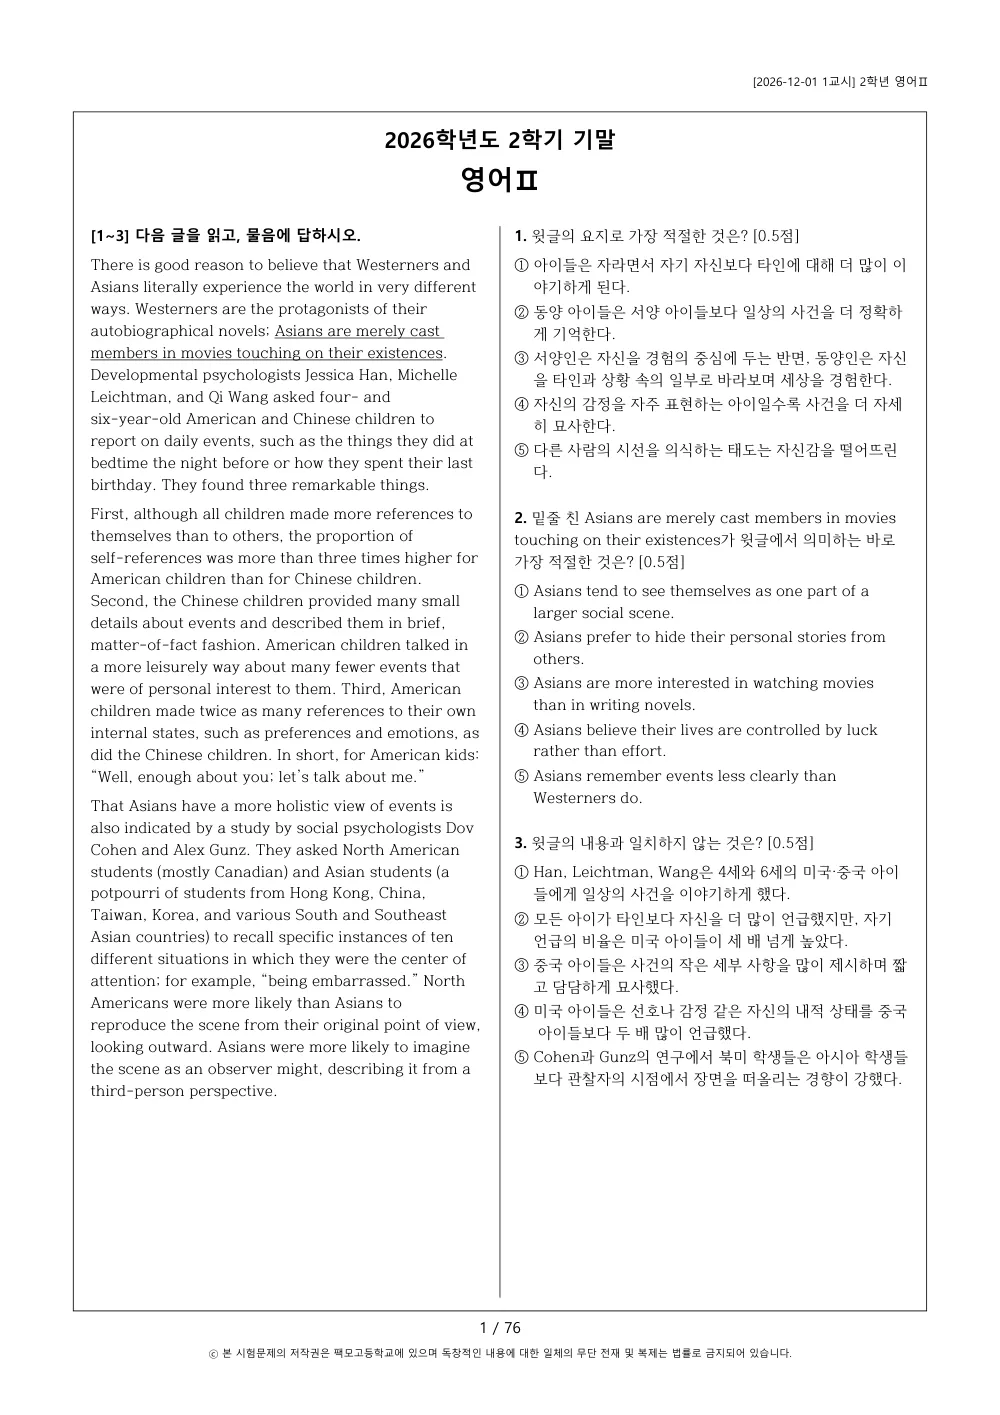 [2026-12-01 1교시] 2학년 영어Ⅱ
2026학년도 2학기 기말
영어Ⅱ
[1~3] 다음 글을 읽고, 물음에 답하시오.
There is good reason to believe that Westerners and
Asians literally experience the world in very different
ways. Westerners are the protagonists of their
autobiographical novels; Asians are merely cast
members in movies touching on their existences.
Developmental psychologists Jessica Han, Michelle
Leichtman, and Qi Wang asked four- and
six-year-old American and Chinese children to
report on daily events, such as the things they did at
bedtime the night before or how they spent their last
birthday. They found three remarkable things.
First, although all children made more references to
themselves than to others, the proportion of
self-references was more than three times higher for
American children than for Chinese children.
Second, the Chinese children provided many small
details about events and described them in brief,
matter-of-fact fashion. American children talked in
a more leisurely way about many fewer events that
were of personal interest to them. Third, American
children made twice as many references to their own
internal states, such as preferences and emotions, as
did the Chinese children. In short, for American kids:
“Well, enough about you; let’s talk about me.”
That Asians have a more holistic view of events is
also indicated by a study by social psychologists Dov
Cohen and Alex Gunz. They asked North American
students (mostly Canadian) and Asian students (a
potpourri of students from Hong Kong, China,
Taiwan, Korea, and various South and Southeast
Asian countries) to recall specific instances of ten
different situations in which they were the center of
attention; for example, “being embarrassed.” North
Americans were more likely than Asians to
reproduce the scene from their original point of view,
looking outward. Asians were more likely to imagine
the scene as an observer might, describing it from a
third-person perspective.
1. 윗글의 요지로 가장 적절한 것은? [0.5점]
① 아이들은 자라면서 자기 자신보다 타인에 대해 더 많이 이
야기하게 된다.
② 동양 아이들은 서양 아이들보다 일상의 사건을 더 정확하
게 기억한다.
③ 서양인은 자신을 경험의 중심에 두는 반면, 동양인은 자신
을 타인과 상황 속의 일부로 바라보며 세상을 경험한다.
④ 자신의 감정을 자주 표현하는 아이일수록 사건을 더 자세
히 묘사한다.
⑤ 다른 사람의 시선을 의식하는 태도는 자신감을 떨어뜨린
다.
2. 밑줄 친 Asians are merely cast members in movies
touching on their existences가 윗글에서 의미하는 바로
가장 적절한 것은? [0.5점]
① Asians tend to see themselves as one part of a
larger social scene.
② Asians prefer to hide their personal stories from
others.
③ Asians are more interested in watching movies
than in writing novels.
④ Asians believe their lives are controlled by luck
rather than effort.
⑤ Asians remember events less clearly than
Westerners do.
3. 윗글의 내용과 일치하지 않는 것은? [0.5점]
① Han, Leichtman, Wang은 4세와 6세의 미국·중국 아이
들에게 일상의 사건을 이야기하게 했다.
② 모든 아이가 타인보다 자신을 더 많이 언급했지만, 자기
언급의 비율은 미국 아이들이 세 배 넘게 높았다.
③ 중국 아이들은 사건의 작은 세부 사항을 많이 제시하며 짧
고 담담하게 묘사했다.
④ 미국 아이들은 선호나 감정 같은 자신의 내적 상태를 중국
아이들보다 두 배 많이 언급했다.
⑤ Cohen과 Gunz의 연구에서 북미 학생들은 아시아 학생들
보다 관찰자의 시점에서 장면을 떠올리는 경향이 강했다.
1 / 76
ⓒ 본 시험문제의 저작권은 팩모고등학교에 있으며 독창적인 내용에 대한 일체의 무단 전재 및 복제는 법률로 금지되어 있습니다.